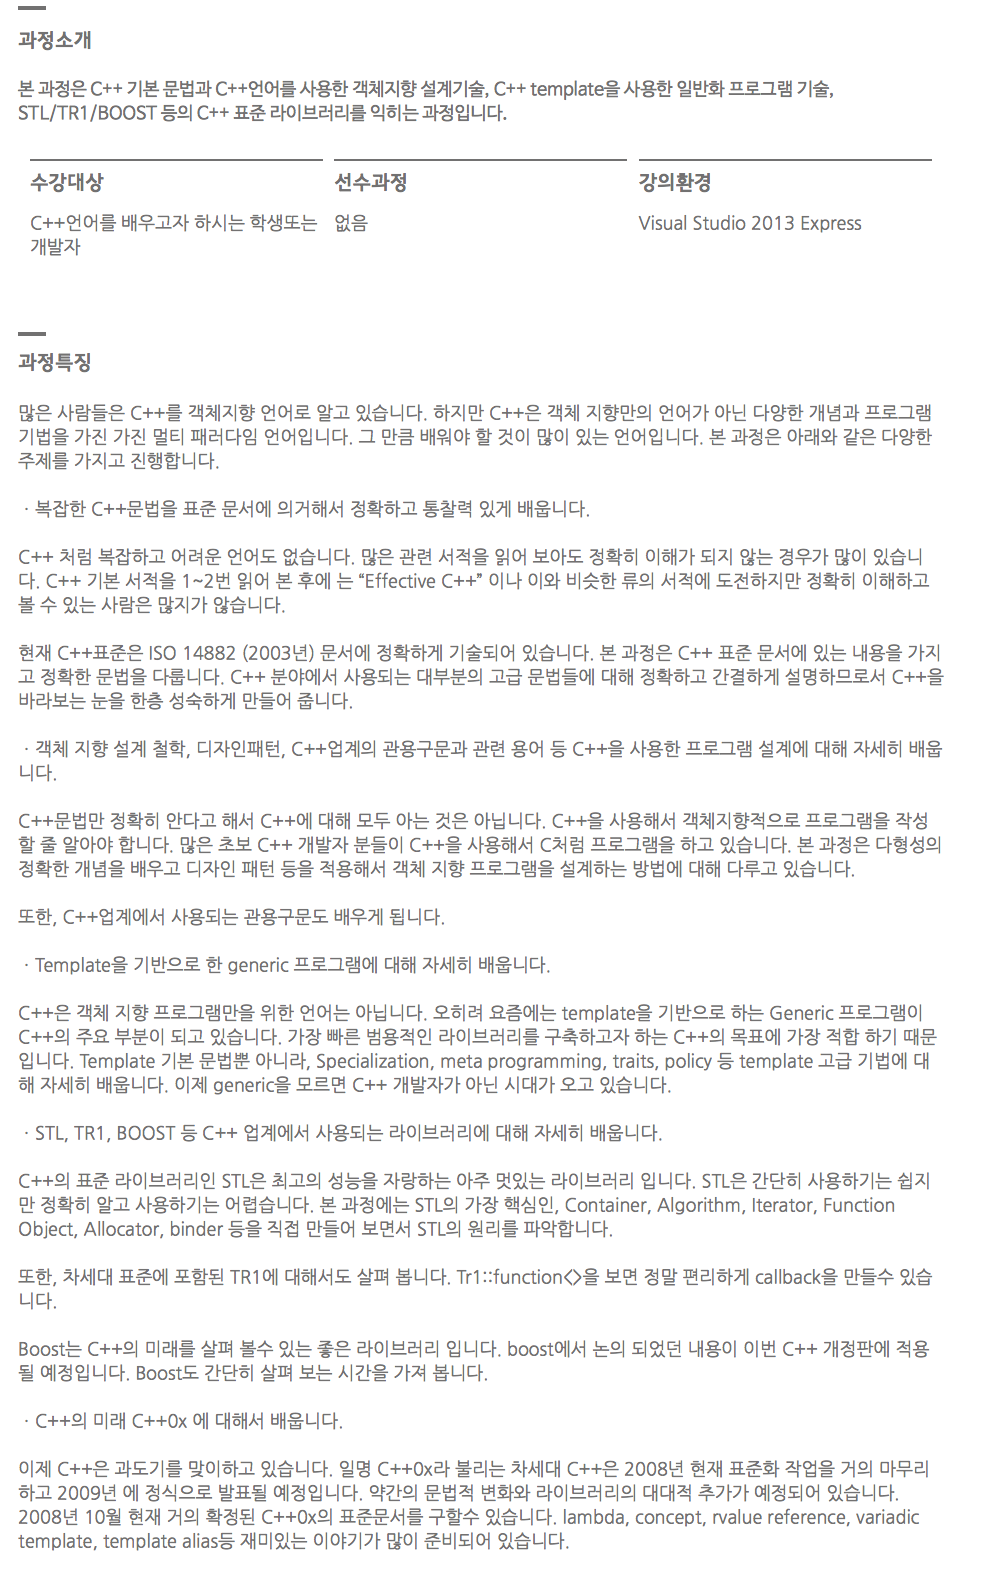 과정소개
본 과정은 C++ 기본 문법과 C++언어를 사용한 객체지향 설계기술, C++ template을 사용한 일반화 프로그램 기술,
STL/TR1/BOOST 등의 C++ 표준 라이브러리를 익히는 과정입니다.
수강대상
C++언어를 배우고자 하시는 학생또는
개발자
선수과정
없음
강의환경
Visual Studio 2013 Express
과정특징
많은 사람들은 C++를 객체지향 언어로 알고 있습니다. 하지만 C++은 객체 지향만의 언어가 아닌 다양한 개념과 프로그램
기법을 가진 가진 멀티 패러다임 언어입니다. 그 만큼 배워야 할 것이 많이 있는 언어입니다. 본 과정은 아래와 같은 다양한
주제를 가지고 진행합니다.
· 복잡한 C++문법을 표준 문서에 의거해서 정확하고 통찰력 있게 배웁니다.
C++ 처럼 복잡하고 어려운 언어도 없습니다. 많은 관련 서적을 읽어 보아도 정확히 이해가 되지 않는 경우가 많이 있습니
다. C++ 기본 서적을 1~2번 읽어 본 후에 는 “Effective C++” 이나 이와 비슷한 류의 서적에 도전하지만 정확히 이해하고
볼 수 있는 사람은 많지가 않습니다.
현재 C++표준은 ISO 14882 (2003년) 문서에 정확하게 기술되어 있습니다. 본 과정은 C++ 표준 문서에 있는 내용을 가지
고 정확한 문법을 다룹니다. C++ 분야에서 사용되는 대부분의 고급 문법들에 대해 정확하고 간결하게 설명하므로서 C++을
바라보는 눈을 한층 성숙하게 만들어 줍니다.
· 객체 지향 설계 철학, 디자인패턴, C++업계의 관용구문과 관련 용어 등 C++을 사용한 프로그램 설계에 대해 자세히 배웁
니다.
C++문법만 정확히 안다고 해서 C++에 대해 모두 아는 것은 아닙니다. C++을 사용해서 객체지향적으로 프로그램을 작성
할 줄 알아야 합니다. 많은 초보 C++ 개발자 분들이 C++을 사용해서 C처럼 프로그램을 하고 있습니다. 본 과정은 다형성의
정확한 개념을 배우고 디자인 패턴 등을 적용해서 객체 지향 프로그램을 설계하는 방법에 대해 다루고 있습니다.
또한, C++업계에서 사용되는 관용구문도 배우게 됩니다.
· Template을 기반으로 한 generic 프로그램에 대해 자세히 배웁니다.
C++은 객체 지향 프로그램만을 위한 언어는 아닙니다. 오히려 요즘에는 template을 기반으로 하는 Generic 프로그램이
C++의 주요 부분이 되고 있습니다. 가장 빠른 범용적인 라이브러리를 구축하고자 하는 C++의 목표에 가장 적합 하기 때문
입니다. Template 기본 문법뿐 아니라, Specialization, meta programming, traits, policy 등 template 고급 기법에 대
해 자세히 배웁니다. 이제 generic을 모르면 C++ 개발자가 아닌 시대가 오고 있습니다.
· STL, TR1, BOOST 등 C++ 업계에서 사용되는 라이브러리에 대해 자세히 배웁니다.
C++의 표준 라이브러리인 STL은 최고의 성능을 자랑하는 아주 멋있는 라이브러리 입니다. STL은 간단히 사용하기는 쉽지
만 정확히 알고 사용하기는 어렵습니다. 본 과정에는 STL의 가장 핵심인, Container, Algorithm, Iterator, Function
Object, Allocator, binder 등을 직접 만들어 보면서 STL의 원리를 파악합니다.
또한, 차세대 표준에 포함된 TR1에 대해서도 살펴 봅니다. Tr1::function<>을 보면 정말 편리하게 callback을 만들수 있습
니다.
Boost는 C++의 미래를 살펴 볼수 있는 좋은 라이브러리 입니다. boost에서 논의 되었던 내용이 이번 C++ 개정판에 적용
될 예정입니다. Boost도 간단히 살펴 보는 시간을 가져 봅니다.
· C++의 미래 C++0x 에 대해서 배웁니다.
이제 C++은 과도기를 맞이하고 있습니다. 일명 C++0x라 불리는 차세대 C++은 2008년 현재 표준화 작업을 거의 마무리
하고 2009년 에 정식으로 발표될 예정입니다. 약간의 문법적 변화와 라이브러리의 대대적 추가가 예정되어 있습니다.
2008년 10월 현재 거의 확정된 C++0x의 표준문서를 구할수 있습니다. lambda, concept, rvalue reference, variadic
template, template alias등 재미있는 이야기가 많이 준비되어 있습니다.